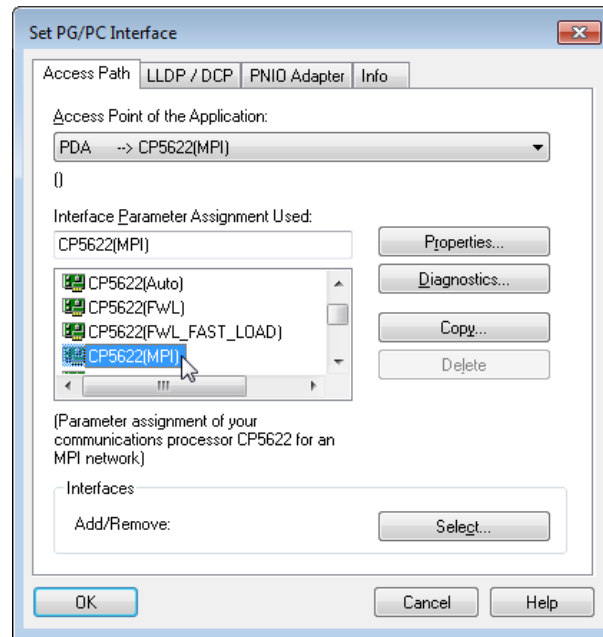 Set PG/PC Interface
Access Path LLDP / DCP PNIO Adapter Info
Access Point of the Application:
PDA --> CP5622(MPI)
()
Interface Parameter Assignment Used:
CP5622(MPI)
Properties...
CP5622(Auto)
Diagnostics...
CP5622(FWL)
CP5622(FWL_FAST_LOAD)
Copy...
CP5622(MPI)
Delete
(Parameter assignment of your
communications processor CP5622 for an
MPI network)
Interfaces
Add/Remove:
Select...
OK Cancel Help